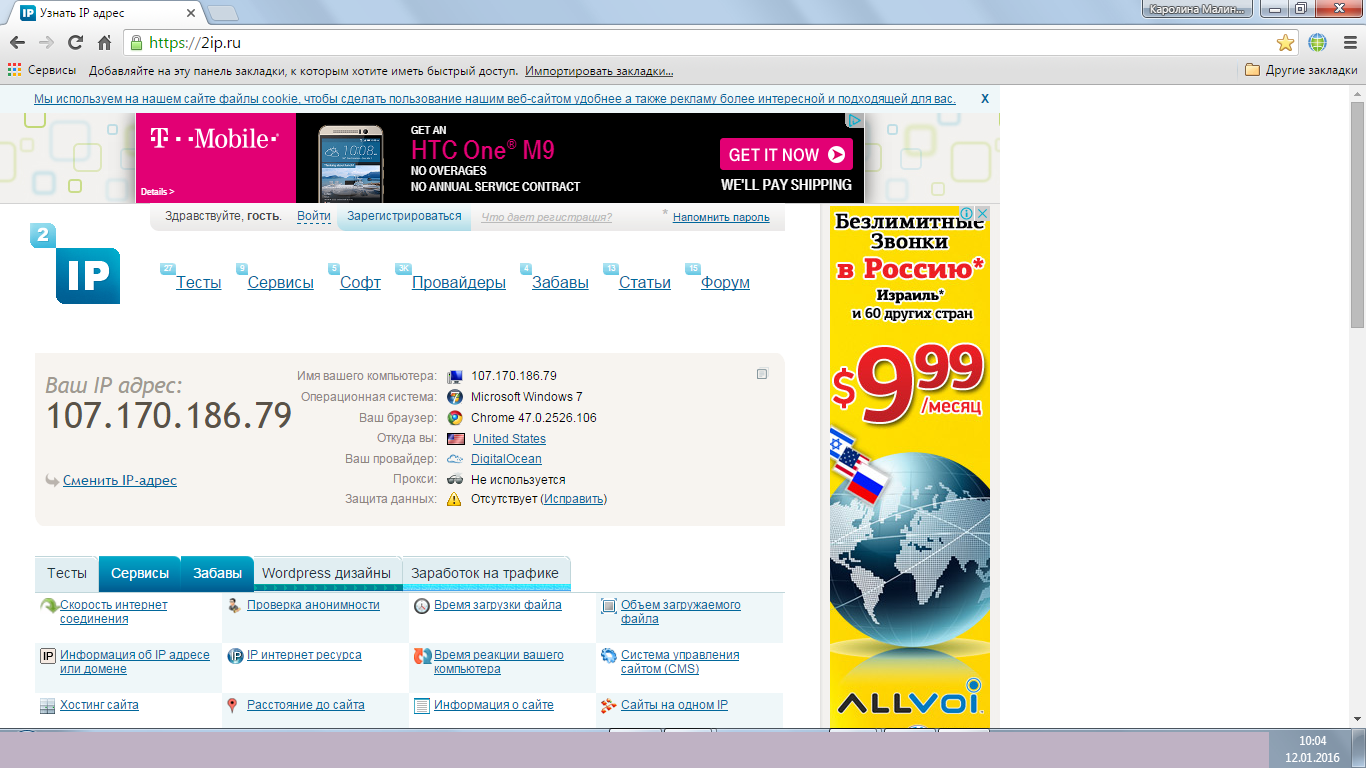 Узнать IP адрес
Каролина Малин...
https://2ip.ru
Сервисы
Добавляйте на эту панель закладки, к которым хотите иметь быстрый доступ. Импортировать закладки...
Другие закладки
Мы используем на нашем сайте файлы cookie, чтобы сделать пользование нашим веб-сайтом удобнее а также рекламу более интересной и подходящей для вас. X
T··Mobile·
Details >
10:08
GET AN
HTC One® M9
NO OVERAGES
NO ANNUAL SERVICE CONTRACT
GET IT NOW
WE'LL PAY SHIPPING
Здравствуйте, гость. Войти Зарегистрироваться Что дает регистрация? * Напомнить пароль
2
IP
27 Тесты 9 Сервисы 5 Софт 3K Провайдеры 4 Забавы 13 Статьи 15 Форум
Ваш IP адрес:
107.170.186.79
Сменить IP-адрес
Имя вашего компьютера: 107.170.186.79
Операционная система: Microsoft Windows 7
Ваш браузер: Chrome 47.0.2526.106
Откуда вы: United States
Ваш провайдер: DigitalOcean
Прокси: Не используется
Защита данных: Отсутствует (Исправить)
Тесты Сервисы Забавы Wordpress дизайны Заработок на трафике
Скорость интернет
соединения
Проверка анонимности
Время загрузки файла
Объем загружаемого
файла
Информация об IP адресе
или домене
IP интернет ресурса
Время реакции вашего
компьютера
Система управления
сайтом (CMS)
Хостинг сайта
Расстояние до сайта
Информация о сайте
Сайты на одном IP
Безлимитные
Звонки
в Россию*
Израиль*
и 60 других стран
$999
/месяц
ALLVOI
10:04
12.01.2016